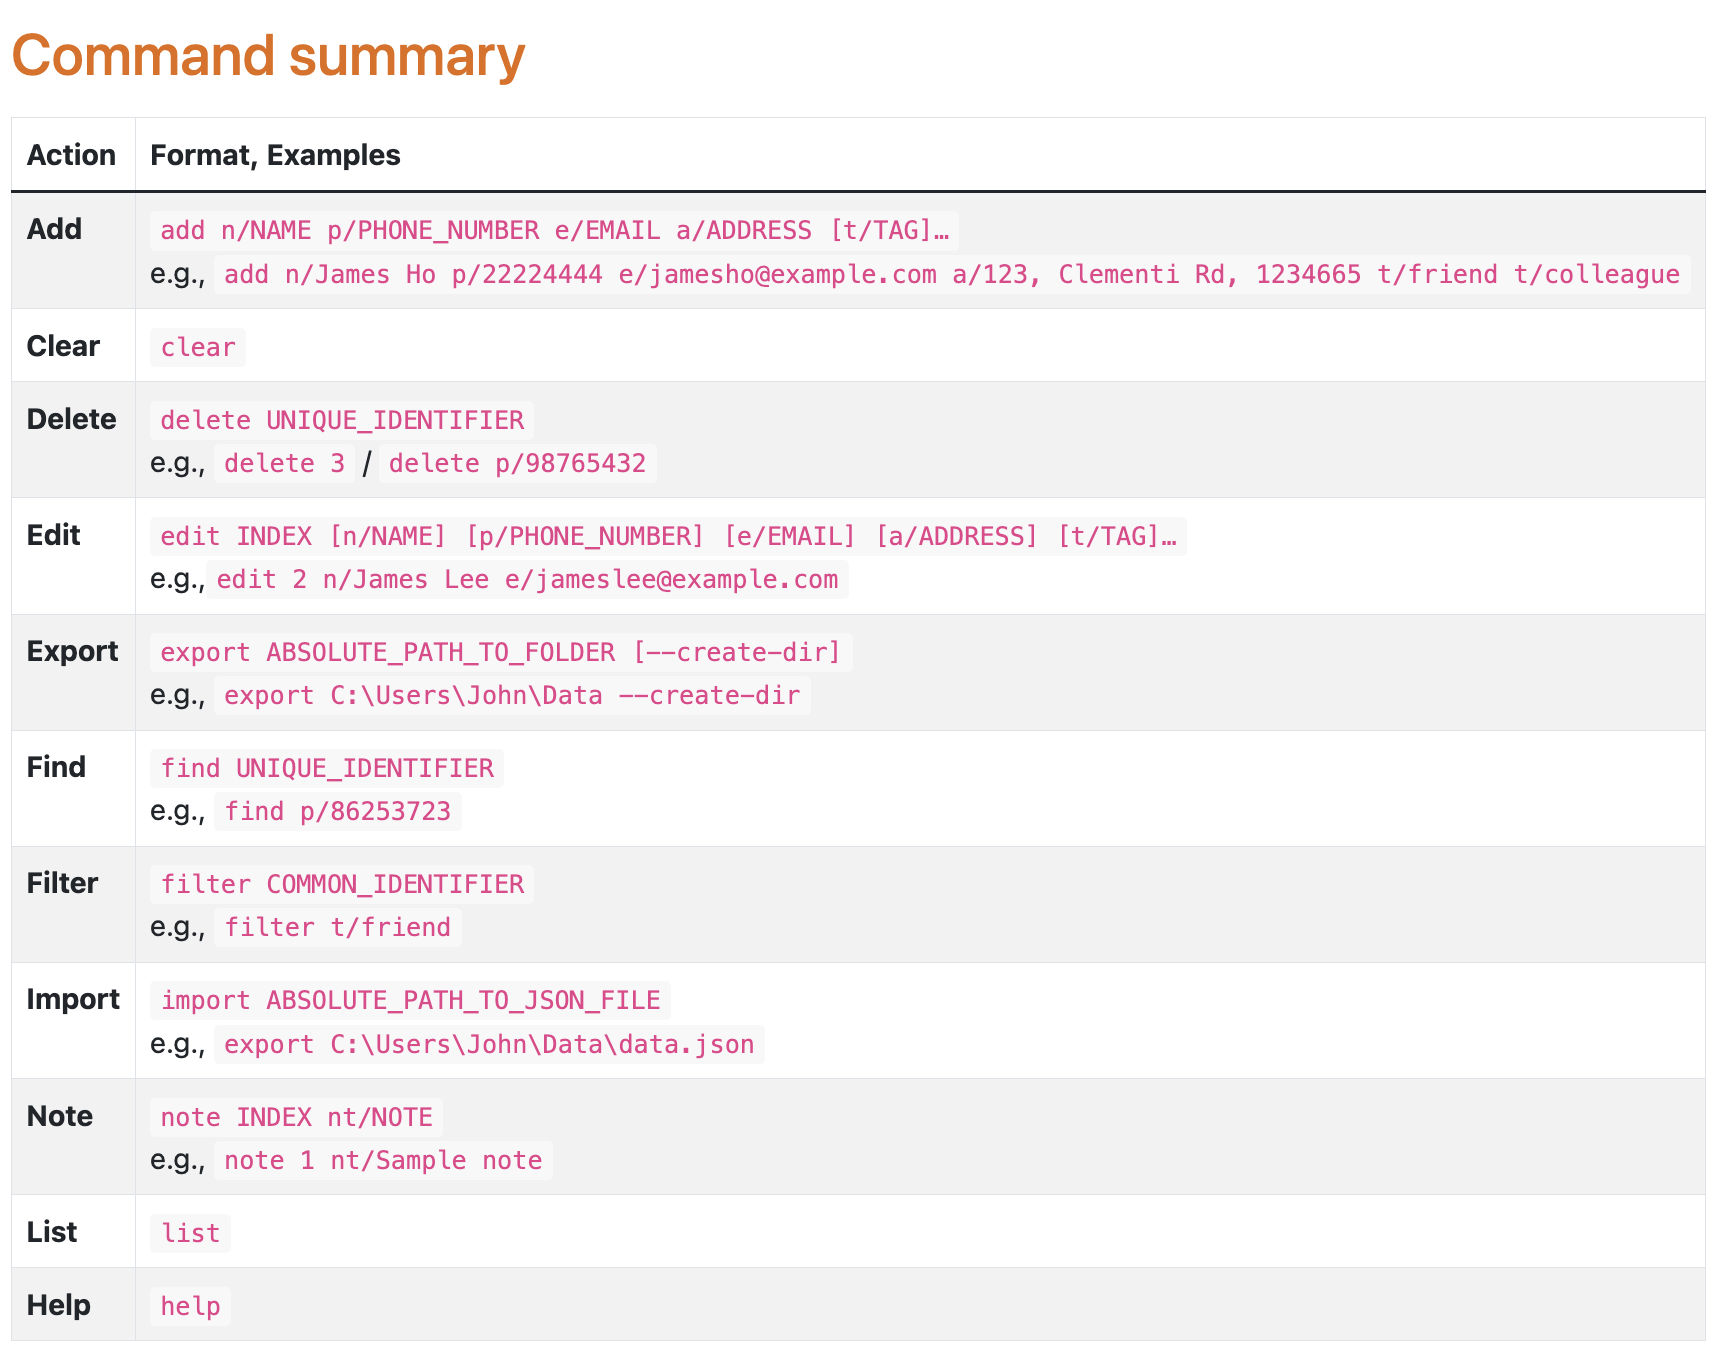 Command summary
Action Format, Examples
Add add n/NAME p/PHONE_NUMBER e/EMAIL a/ADDRESS [t/TAG]…
e.g., add n/James Ho p/22224444 e/jamesho@example.com a/123, Clementi Rd, 1234665 t/friend t/colleague
Clear clear
Delete delete UNIQUE_IDENTIFIER
e.g., delete 3 / delete p/98765432
Edit edit INDEX [n/NAME] [p/PHONE_NUMBER] [e/EMAIL] [a/ADDRESS] [t/TAG]…
e.g., edit 2 n/James Lee e/jameslee@example.com
Export export ABSOLUTE_PATH_TO_FOLDER [--create-dir]
e.g., export C:\Users\John\Data --create-dir
Find find UNIQUE_IDENTIFIER
e.g., find p/86253723
Filter filter COMMON_IDENTIFIER
e.g., filter t/friend
Import import ABSOLUTE_PATH_TO_JSON_FILE
e.g., export C:\Users\John\Data\data.json
Note note INDEX nt/NOTE
e.g., note 1 nt/Sample note
List list
Help help